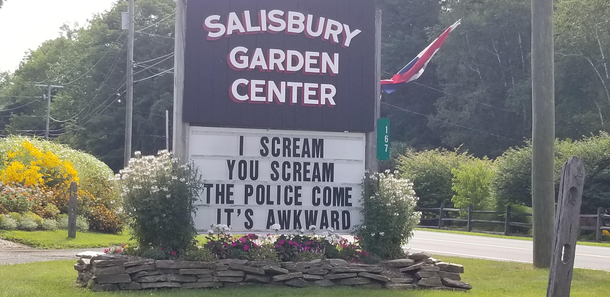 SALISBURY
GARDEN
CENTER
I SCREAM
YOU SCREAM
THE POLICE COME
IT'S AWKWARD
167